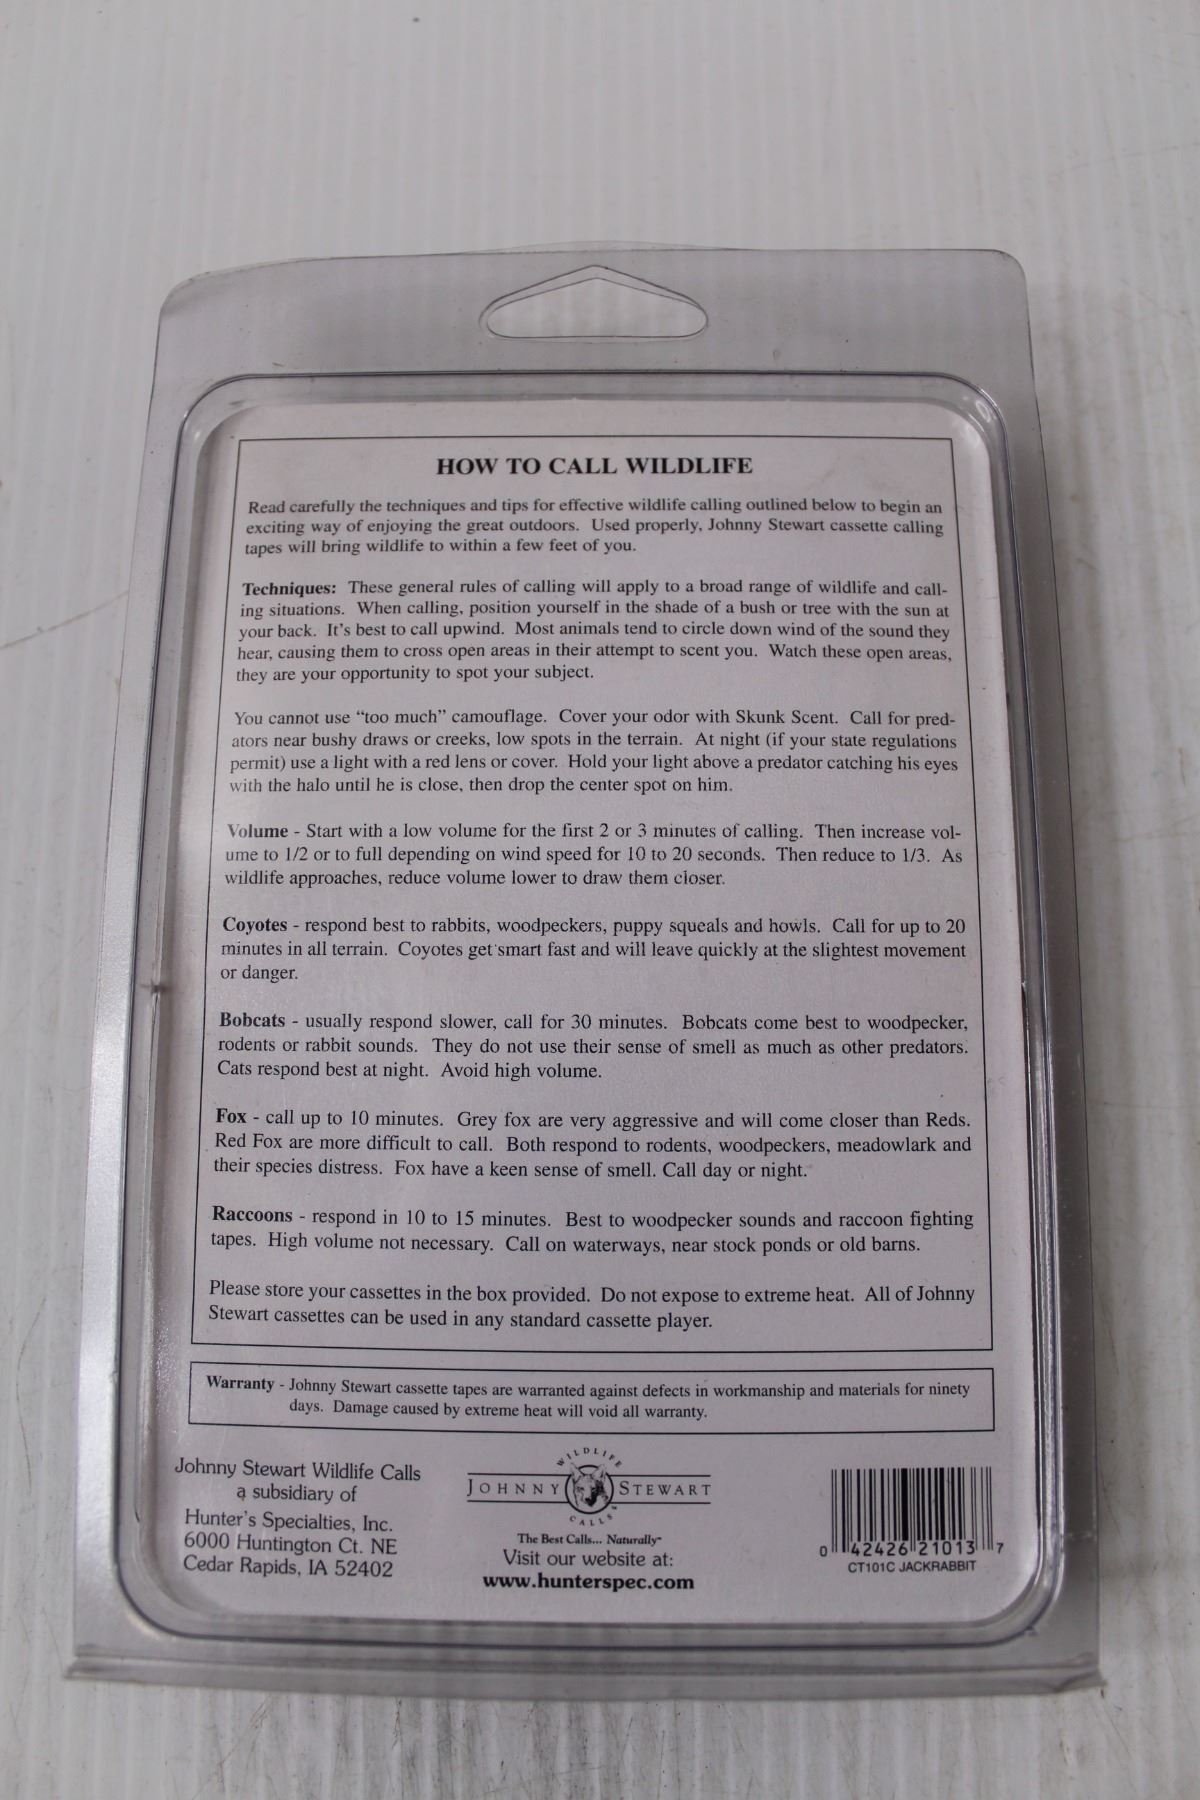 HOW TO CALL WILDLIFE
Read carefully the techniques and tips for effective wildlife calling outlined below to begin an
exciting way of enjoying the great outdoors. Used properly, Johnny Stewart cassette calling
tapes will bring wildlife to within a few feet of you.
Techniques: These general rules of calling will apply to a broad range of wildlife and call-
ing situations. When calling, position yourself in the shade of a bush or tree with the sun at
your back. It's best to call upwind. Most animals tend to circle down wind of the sound they
hear, causing them to cross open areas in their attempt to scent you. Watch these open areas,
they are your opportunity to spot your subject.
You cannot use “too much” camouflage. Cover your odor with Skunk Scent. Call for pred-
ators near bushy draws or creeks, low spots in the terrain. At night (if your state regulations
permit) use a light with a red lens or cover. Hold your light above a predator catching his eyes
with the halo until he is close, then drop the center spot on him.
Volume - Start with a low volume for the first 2 or 3 minutes of calling. Then increase vol-
ume to 1/2 or to full depending on wind speed for 10 to 20 seconds. Then reduce to 1/3. As
wildlife approaches, reduce volume lower to draw them closer.
Coyotes - respond best to rabbits, woodpeckers, puppy squeals and howls. Call for up to 20
minutes in all terrain. Coyotes get smart fast and will leave quickly at the slightest movement
or danger.
Bobcats - usually respond slower, call for 30 minutes. Bobcats come best to woodpecker,
rodents or rabbit sounds. They do not use their sense of smell as much as other predators.
Cats respond best at night. Avoid high volume.
Fox - call up to 10 minutes. Grey fox are very aggressive and will come closer than Reds.
Red Fox are more difficult to call. Both respond to rodents, woodpeckers, meadowlark and
their species distress. Fox have a keen sense of smell. Call day or night.
Raccoons - respond in 10 to 15 minutes. Best to woodpecker sounds and raccoon fighting
tapes. High volume not necessary. Call on waterways, near stock ponds or old barns.
Please store your cassettes in the box provided. Do not expose to extreme heat. All of Johnny
Stewart cassettes can be used in any standard cassette player.
Warranty - Johnny Stewart cassette tapes are warranted against defects in workmanship and materials for ninety
days. Damage caused by extreme heat will void all warranty.
Johnny Stewart Wildlife Calls
a subsidiary of
Hunter's Specialties, Inc.
6000 Huntington Ct. NE
Cedar Rapids, IA 52402
WILDLIFE
JOHNNY STEWART
CALLS™
The Best Calls... Naturally™
Visit our website at:
www.hunterspec.com
0 42426 21013 7
CT101C JACKRABBIT